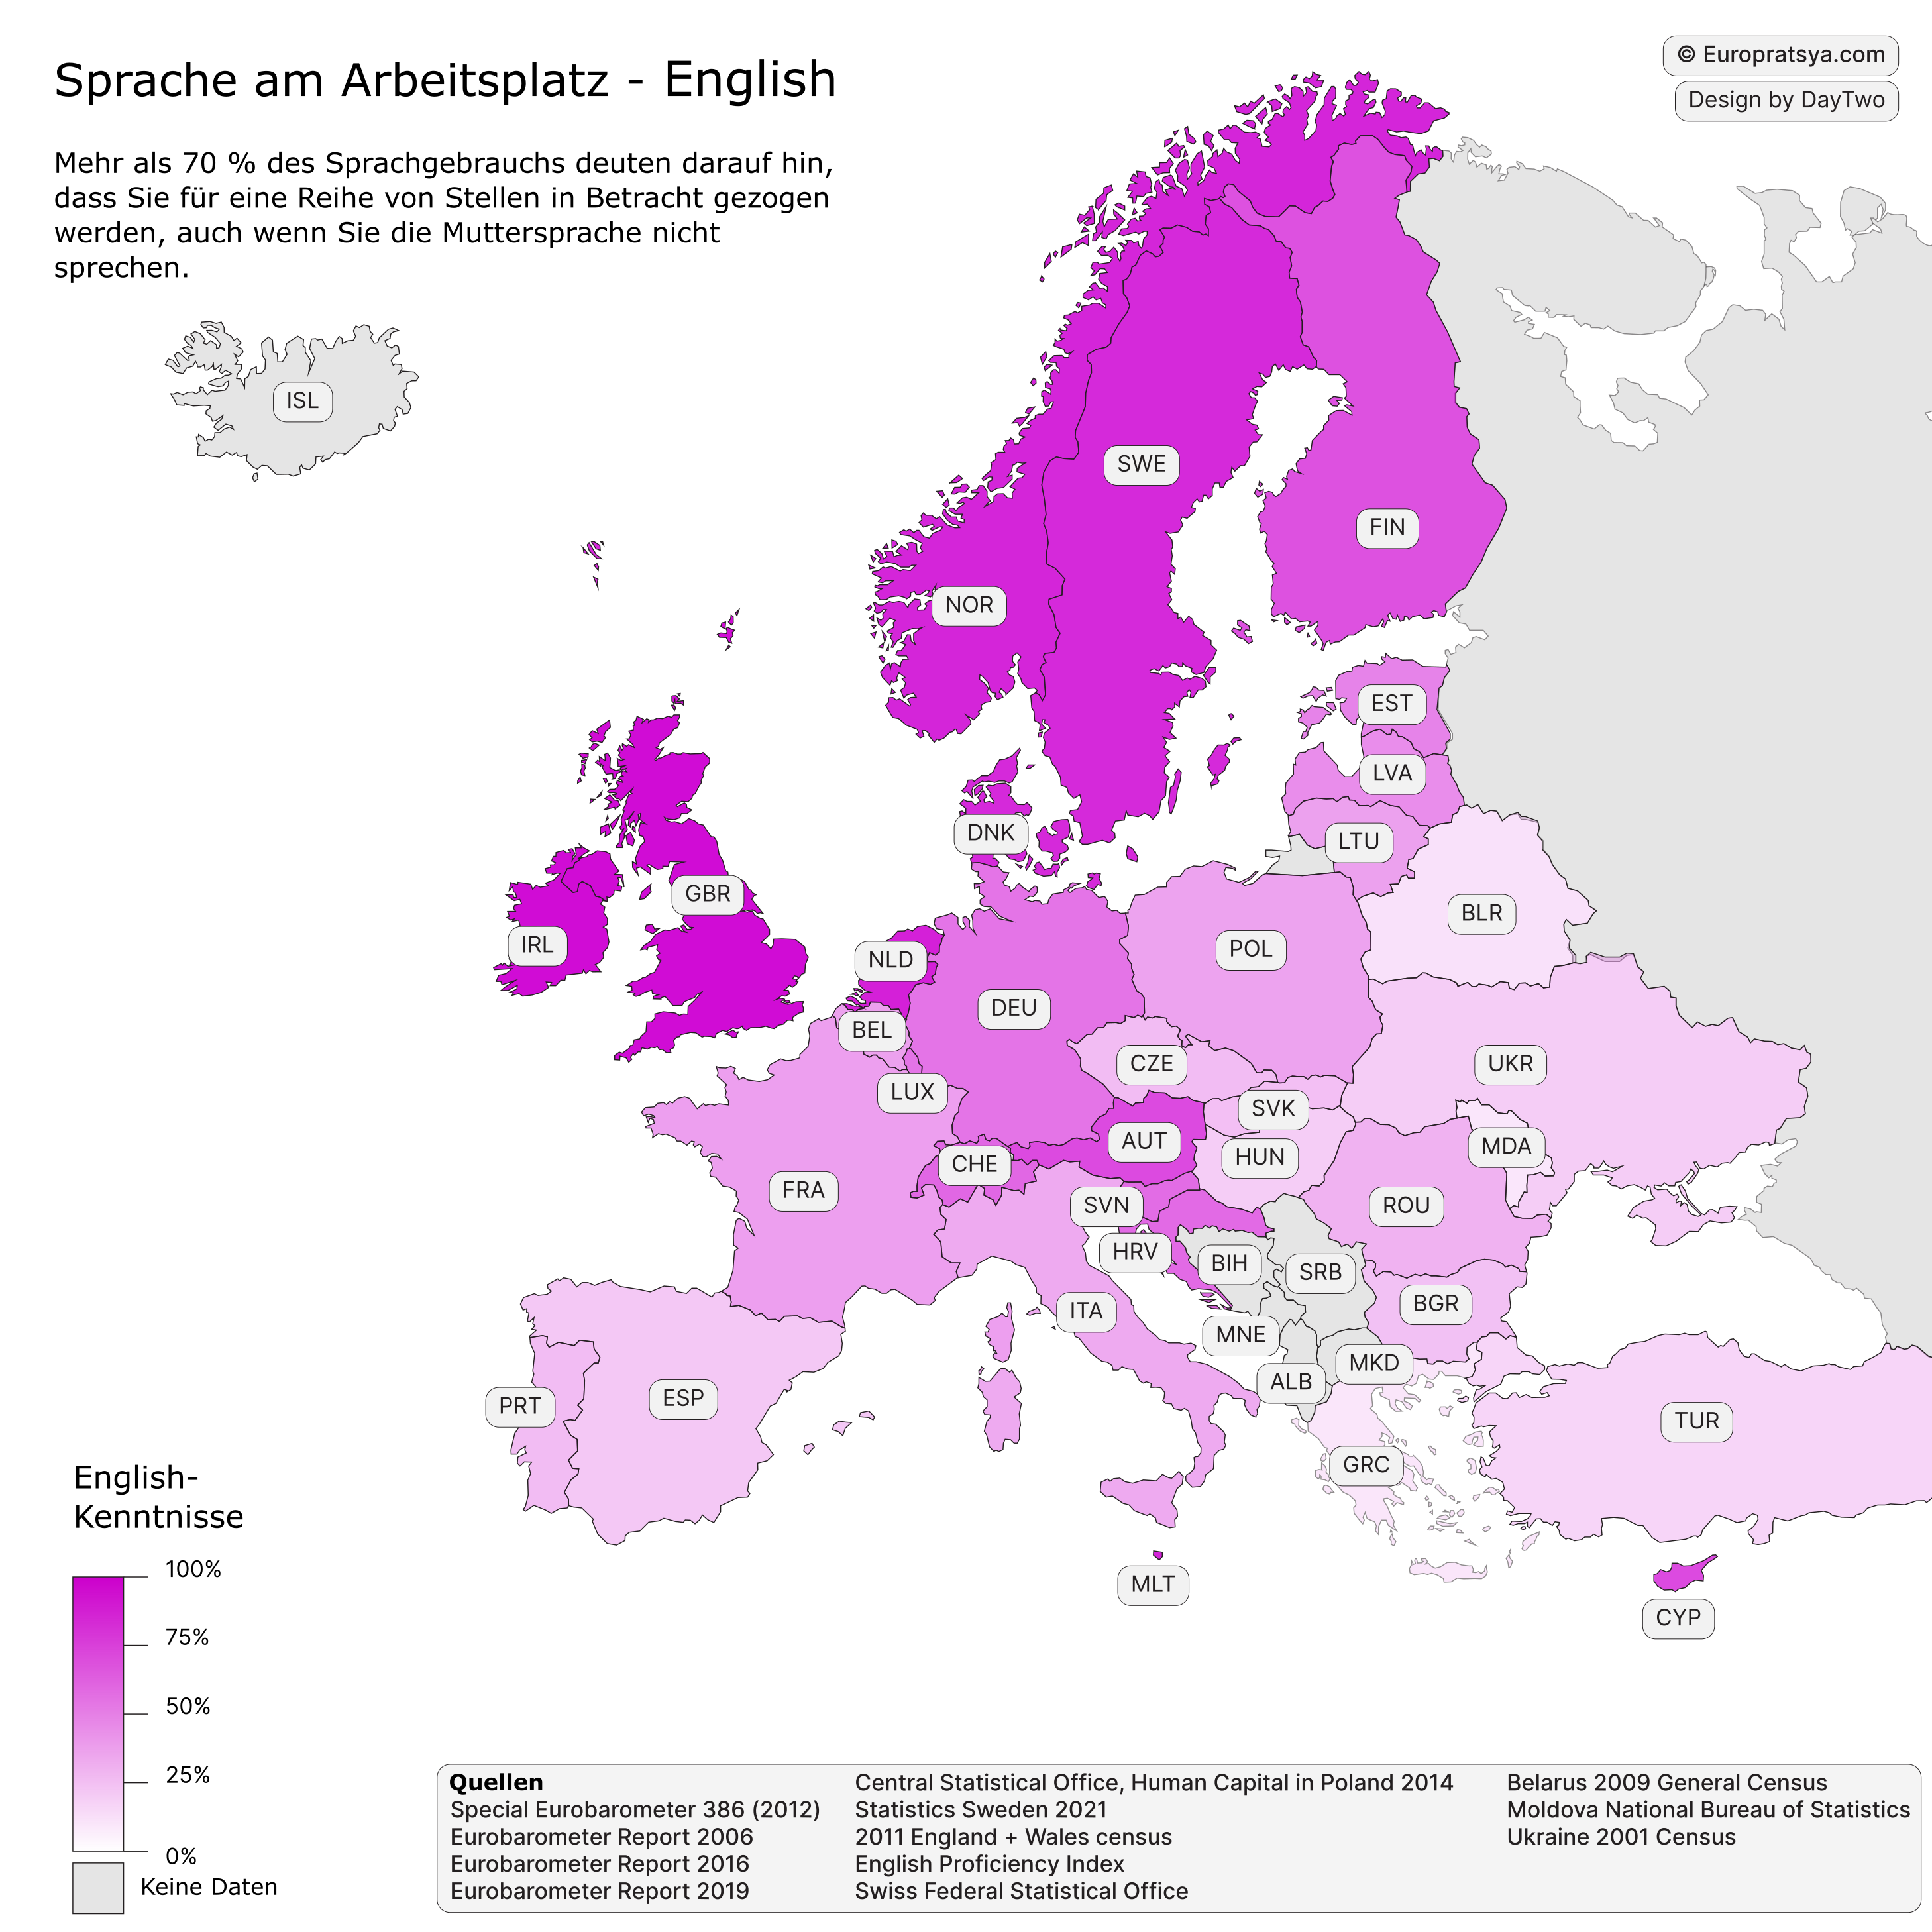 Sprache am Arbeitsplatz - English
© Europratsya.com
Design by DayTwo
Mehr als 70 % des Sprachgebrauchs deuten darauf hin,
dass Sie für eine Reihe von Stellen in Betracht gezogen
werden, auch wenn Sie die Muttersprache nicht
sprechen.
ISL
SWE
FIN
NOR
EST
LVA
DNK
LTU
GBR
BLR
IRL
POL
NLD
DEU
BEL
CZE
UKR
LUX
SVK
AUT
MDA
HUN
CHE
FRA
SVN
ROU
HRV
BIH
SRB
BGR
ITA
MNE
MKD
ALB
ESP
PRT
TUR
GRC
MLT
CYP
English-
Kenntnisse
100%
75%
50%
25%
0%
Keine Daten
Quellen
Special Eurobarometer 386 (2012)
Eurobarometer Report 2006
Eurobarometer Report 2016
Eurobarometer Report 2019
Central Statistical Office, Human Capital in Poland 2014
Statistics Sweden 2021
2011 England + Wales census
English Proficiency Index
Swiss Federal Statistical Office
Belarus 2009 General Census
Moldova National Bureau of Statistics
Ukraine 2001 Census